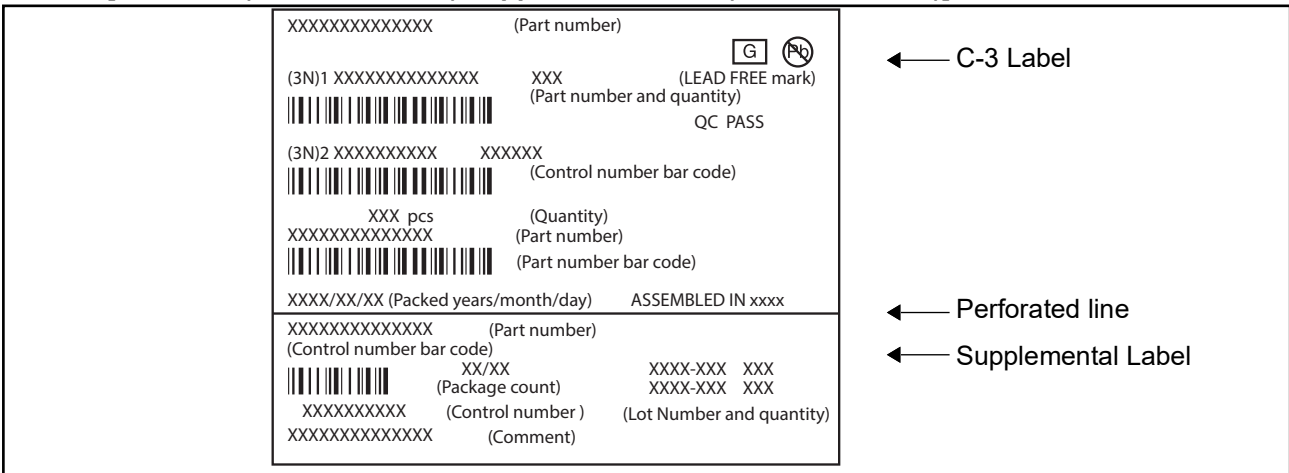 XXXXXXXXXXXXXX (Part number)
G Pb
C-3 Label
(3N)1 XXXXXXXXXXXXXX XXX (LEAD FREE mark)
(Part number and quantity)
QC PASS
(3N)2 XXXXXXXXXX XXXXXX
(Control number bar code)
XXX pcs (Quantity)
XXXXXXXXXXXXXX (Part number)
(Part number bar code)
XXXX/XX/XX (Packed years/month/day) ASSEMBLED IN xxxx
Perforated line
XXXXXXXXXXXXXX (Part number)
(Control number bar code)
Supplemental Label
XX/XX XXXX-XXX XXX
(Package count) XXXX-XXX XXX
XXXXXXXXXX (Control number ) (Lot Number and quantity)
XXXXXXXXXXXXXX (Comment)